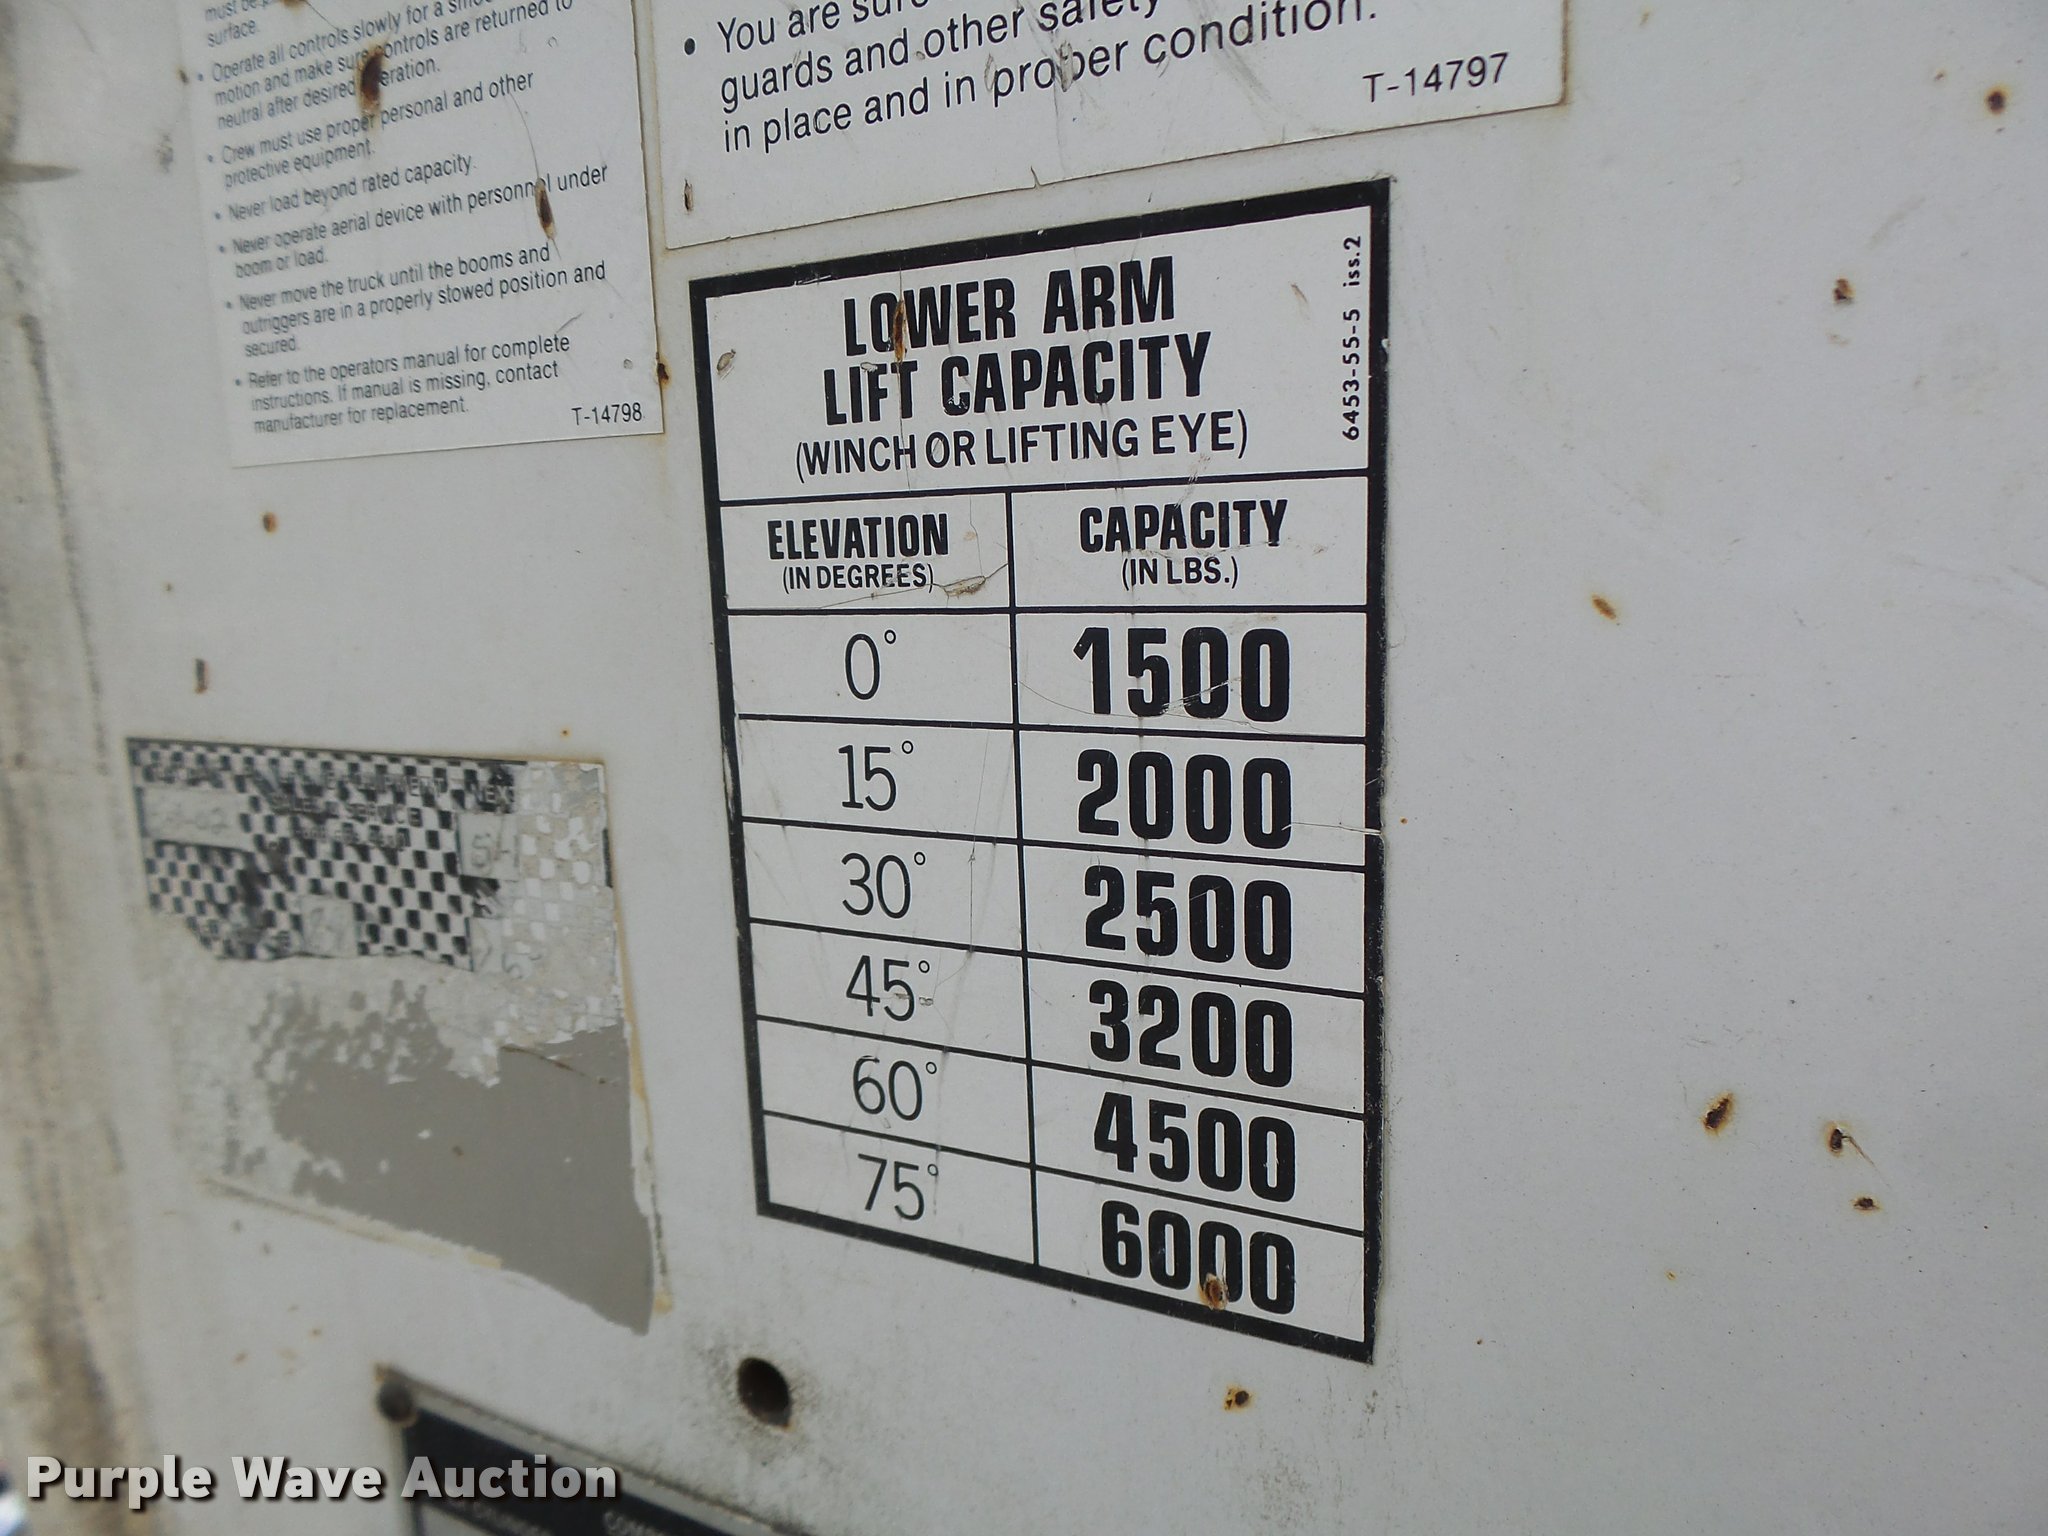 must be
surface.
• Operate all controls slowly for a
motion and make sure controls are returned to
neutral after desired
• Crew must use proper personal and other
protective equipment.
• Never load beyond rated capacity.
• Never operate aerial device with personnel under
boom or load.
• Never move the truck until the booms and
outriggers are in a properly stowed position and
secured.
• Refer to the operators manual for complete
instructions. If manual is missing, contact
manufacturer for replacement.
T-14798
• You are sure
guards and other safety
in place and in proper condition.
T-14797
LOWER ARM
LIFT CAPACITY
(WINCH OR LIFTING EYE)
6453-55-5 iss.2
ELEVATION (IN DEGREES) CAPACITY (IN LBS.)
0° 1500
15° 2000
30° 2500
45° 3200
60° 4500
75° 6000
SALES & SERVICE
Purple Wave Auction